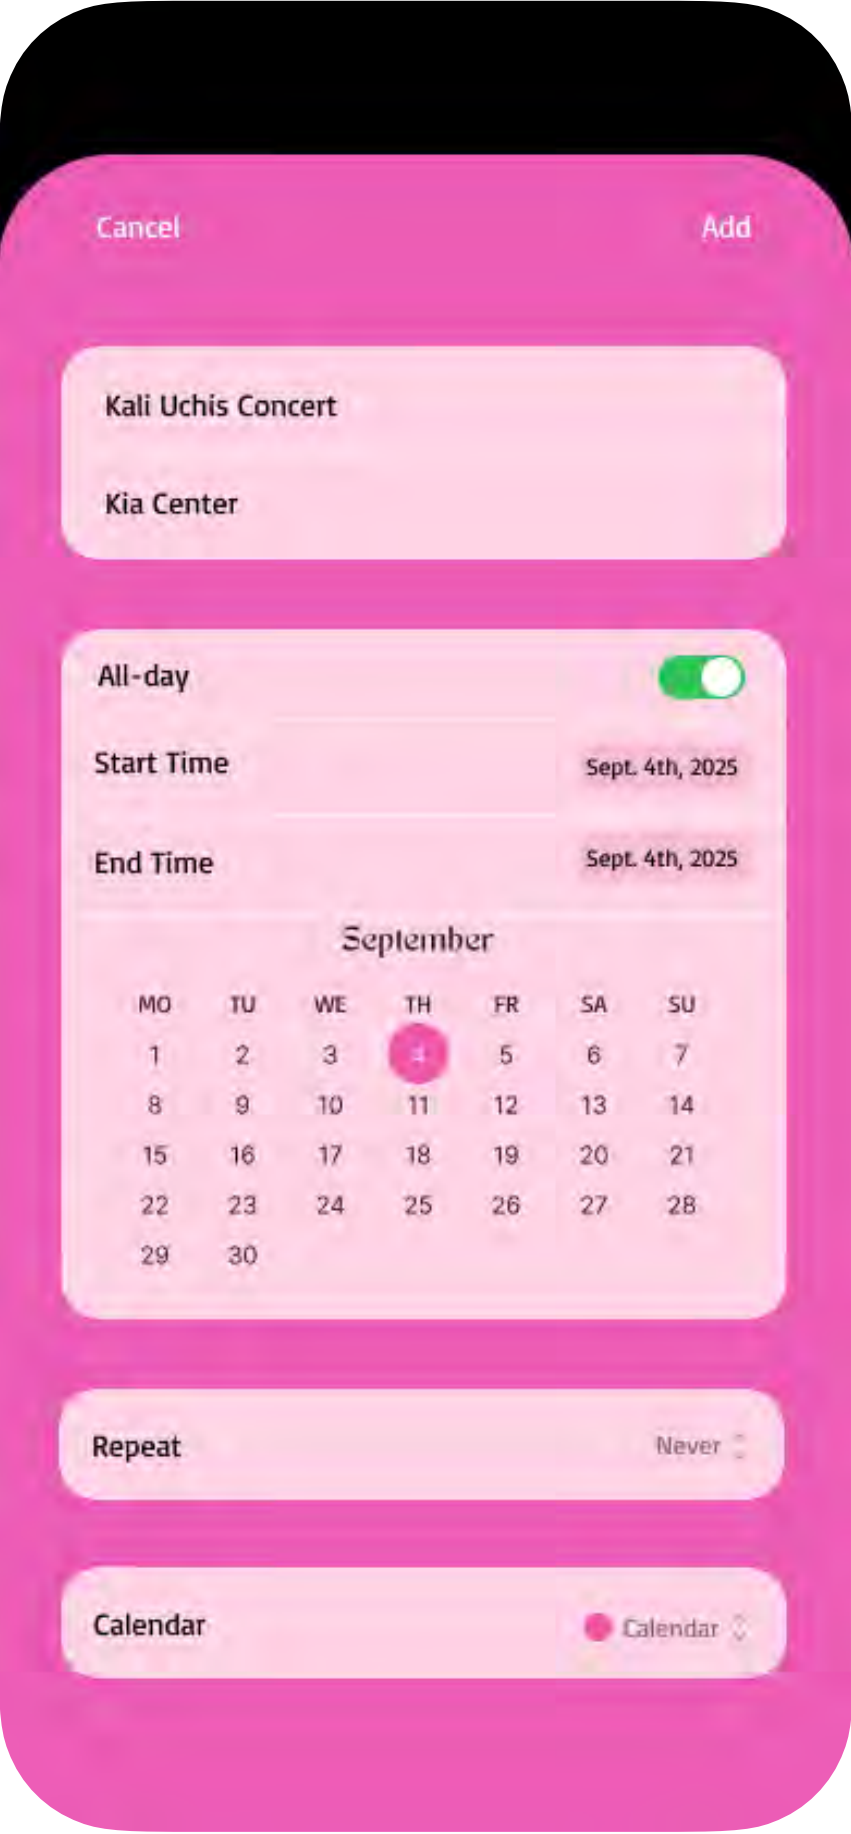 Cancel Add
Kali Uchis Concert
Kia Center
All-day
Start Time Sept. 4th, 2025
End Time Sept. 4th, 2025
September
MO TU WE TH FR SA SU
1 2 3 4 5 6 7
8 9 10 11 12 13 14
15 16 17 18 19 20 21
22 23 24 25 26 27 28
29 30
Repeat Never
Calendar Calendar